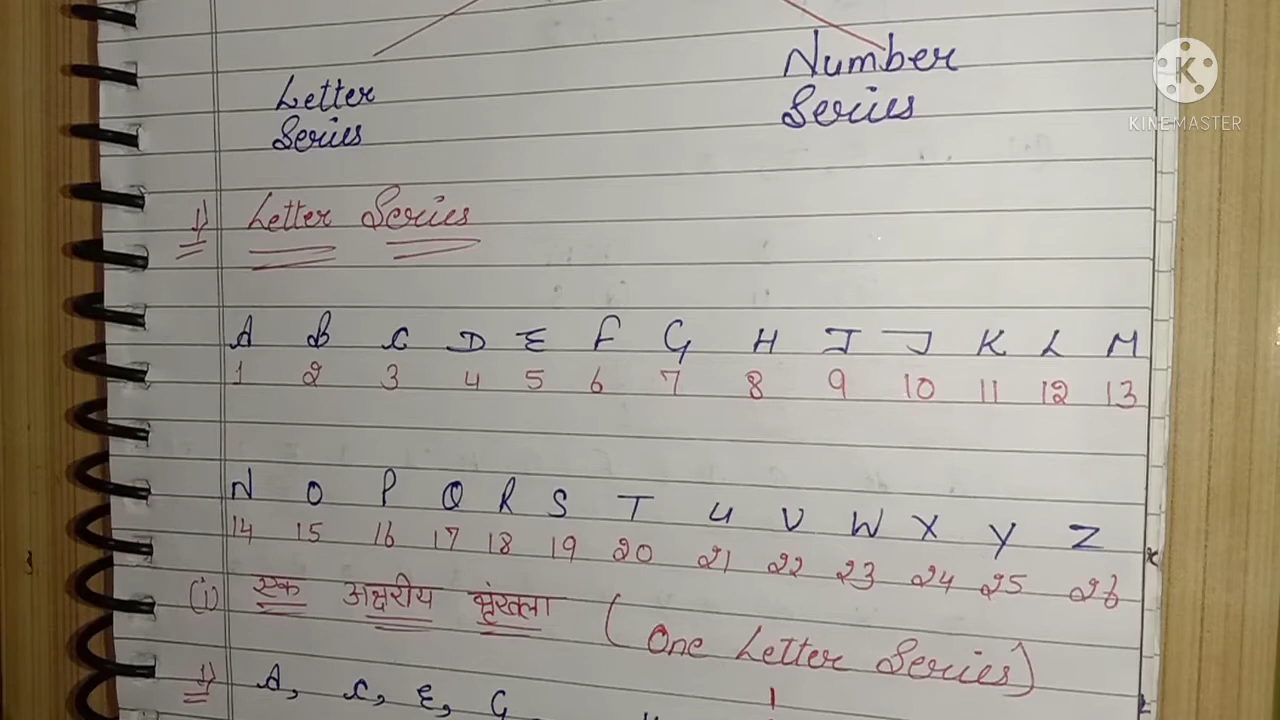 Letter Series
Number Series
1) Letter Series
A B C D E F G H I J K L M
1 2 3 4 5 6 7 8 9 10 11 12 13
N O P Q R S T U V W X Y Z
14 15 16 17 18 19 20 21 22 23 24 25 26
(i) एक अक्षरीय श्रृंखला (One Letter Series)
1) A, C, E, G
KINEMASTER